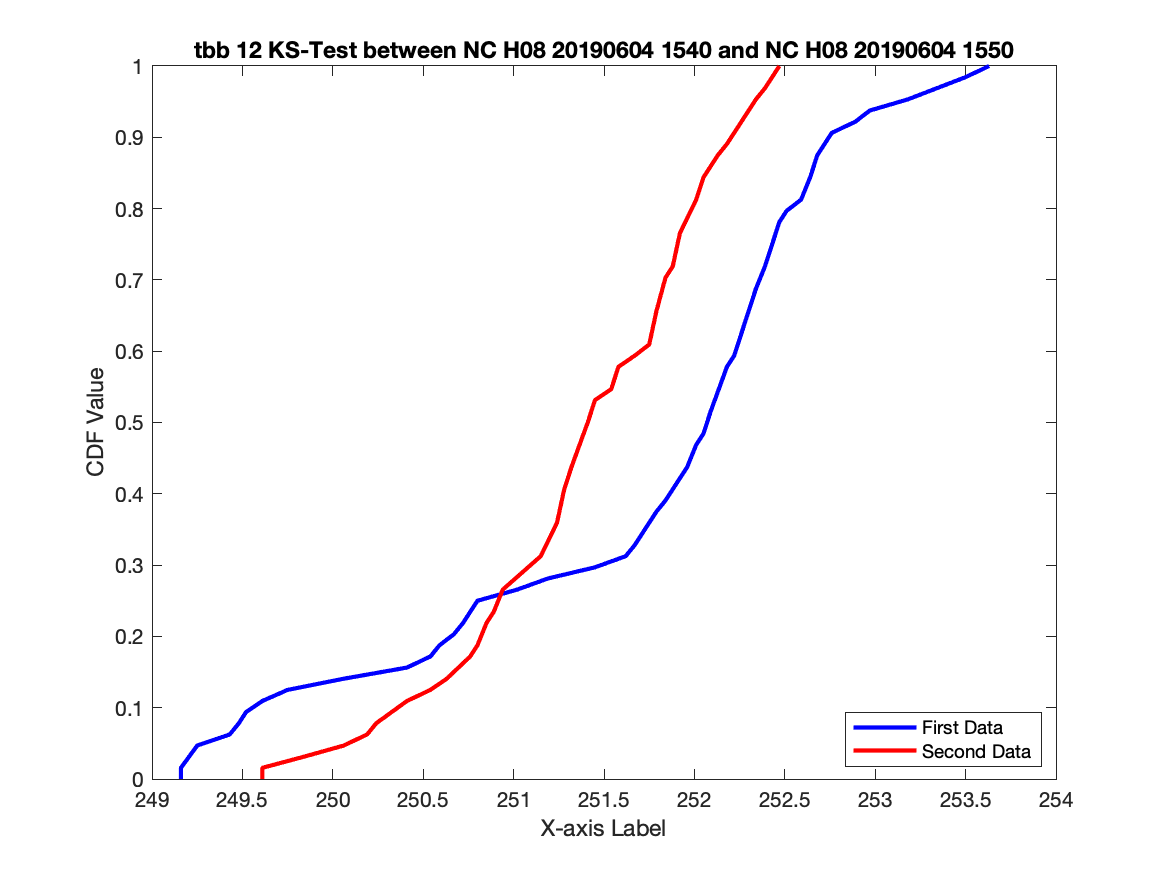 tbb 12 KS-Test between NC H08 20190604 1540 and NC H08 20190604 1550
1
0.9
0.8
0.7
0.6
0.5
0.4
0.3
0.2
0.1
0
CDF Value
First Data
Second Data
249 249.5 250 250.5 251 251.5 252 252.5 253 253.5 254
X-axis Label